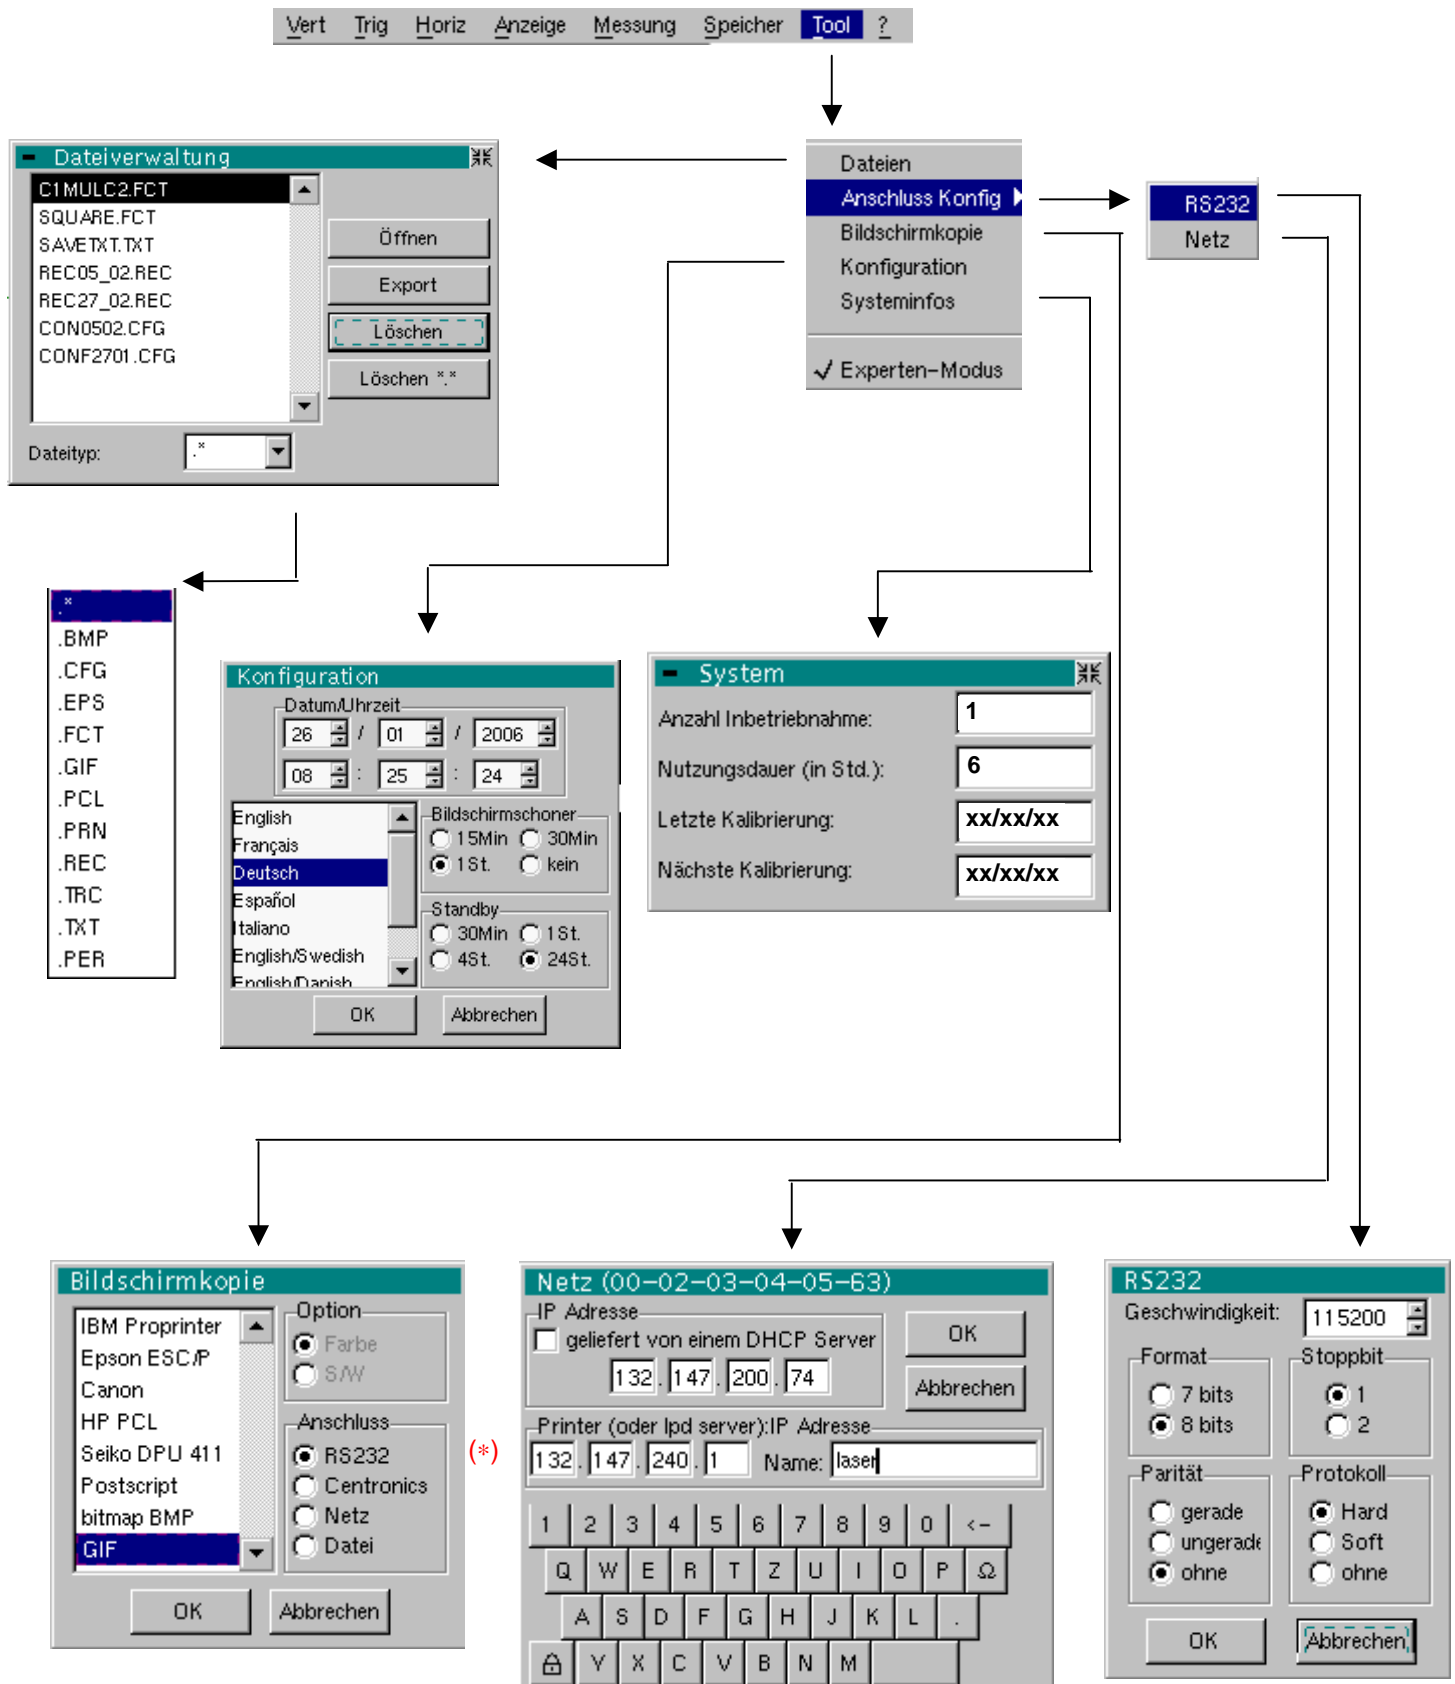 Vert Trig Horiz Anzeige Messung Speicher Tool ?
Dateiverwaltung
C1MULC2.FCT
SQUARE.FCT
SAVETXT.TXT
REC05_02.REC
REC27_02.REC
CON0502.CFG
CONF2701.CFG
Öffnen
Export
Löschen
Löschen *.*
Dateityp: .*
Dateien
Anschluss Konfig
Bildschirmkopie
Konfiguration
Systeminfos
Experten-Modus
RS232
Netz
.*
.BMP
.CFG
.EPS
.FCT
.GIF
.PCL
.PRN
.REC
.TRC
.TXT
.PER
Konfiguration
Datum/Uhrzeit
26 / 01 / 2006
08 : 25 : 24
English
Français
Deutsch
Español
Italiano
English/Swedish
English/Danish
Bildschirmschoner
15Min 30Min
1St. kein
Standby
30Min 1St.
4St. 24St.
OK Abbrechen
System
Anzahl Inbetriebnahme: 1
Nutzungsdauer (in Std.): 6
Letzte Kalibrierung: xx/xx/xx
Nächste Kalibrierung: xx/xx/xx
Bildschirmkopie
IBM Proprinter
Epson ESC/P
Canon
HP PCL
Seiko DPU 411
Postscript
bitmap BMP
GIF
Option
Farbe
S/W
Anschluss
RS232
Centronics
Netz
Datei
OK Abbrechen
(*)
Netz (00-02-03-04-05-63)
IP Adresse
geliefert von einem DHCP Server
132. 147. 200. 74
OK
Abbrechen
Printer (oder lpd server):IP Adresse
132. 147. 240. 1 Name: laser
1 2 3 4 5 6 7 8 9 0 <-
Q W E R T Z U I O P Ω
A S D F G H J K L .
Y X C V B N M
RS232
Geschwindigkeit: 115200
Format
7 bits
8 bits
Stoppbit
1
2
Parität
gerade
ungerade
ohne
Protokoll
Hard
Soft
ohne
OK Abbrechen